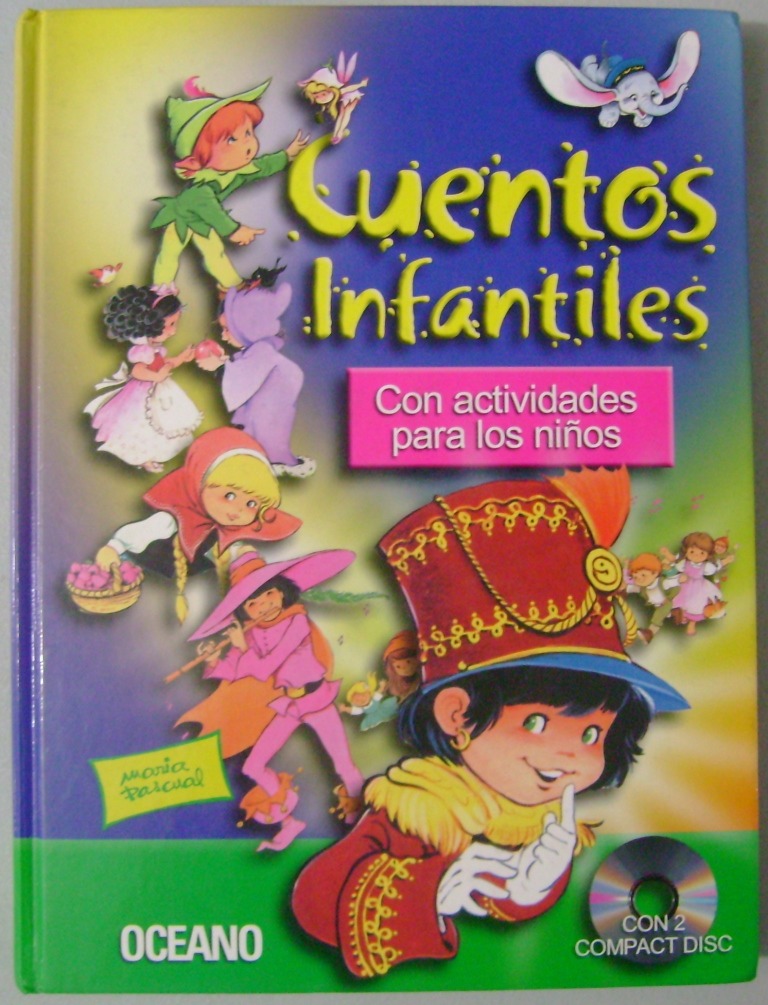 Cuentos
Infantiles
Con actividades
para los niños
maria
Pascual
OCEANO
CON 2
COMPACT DISC